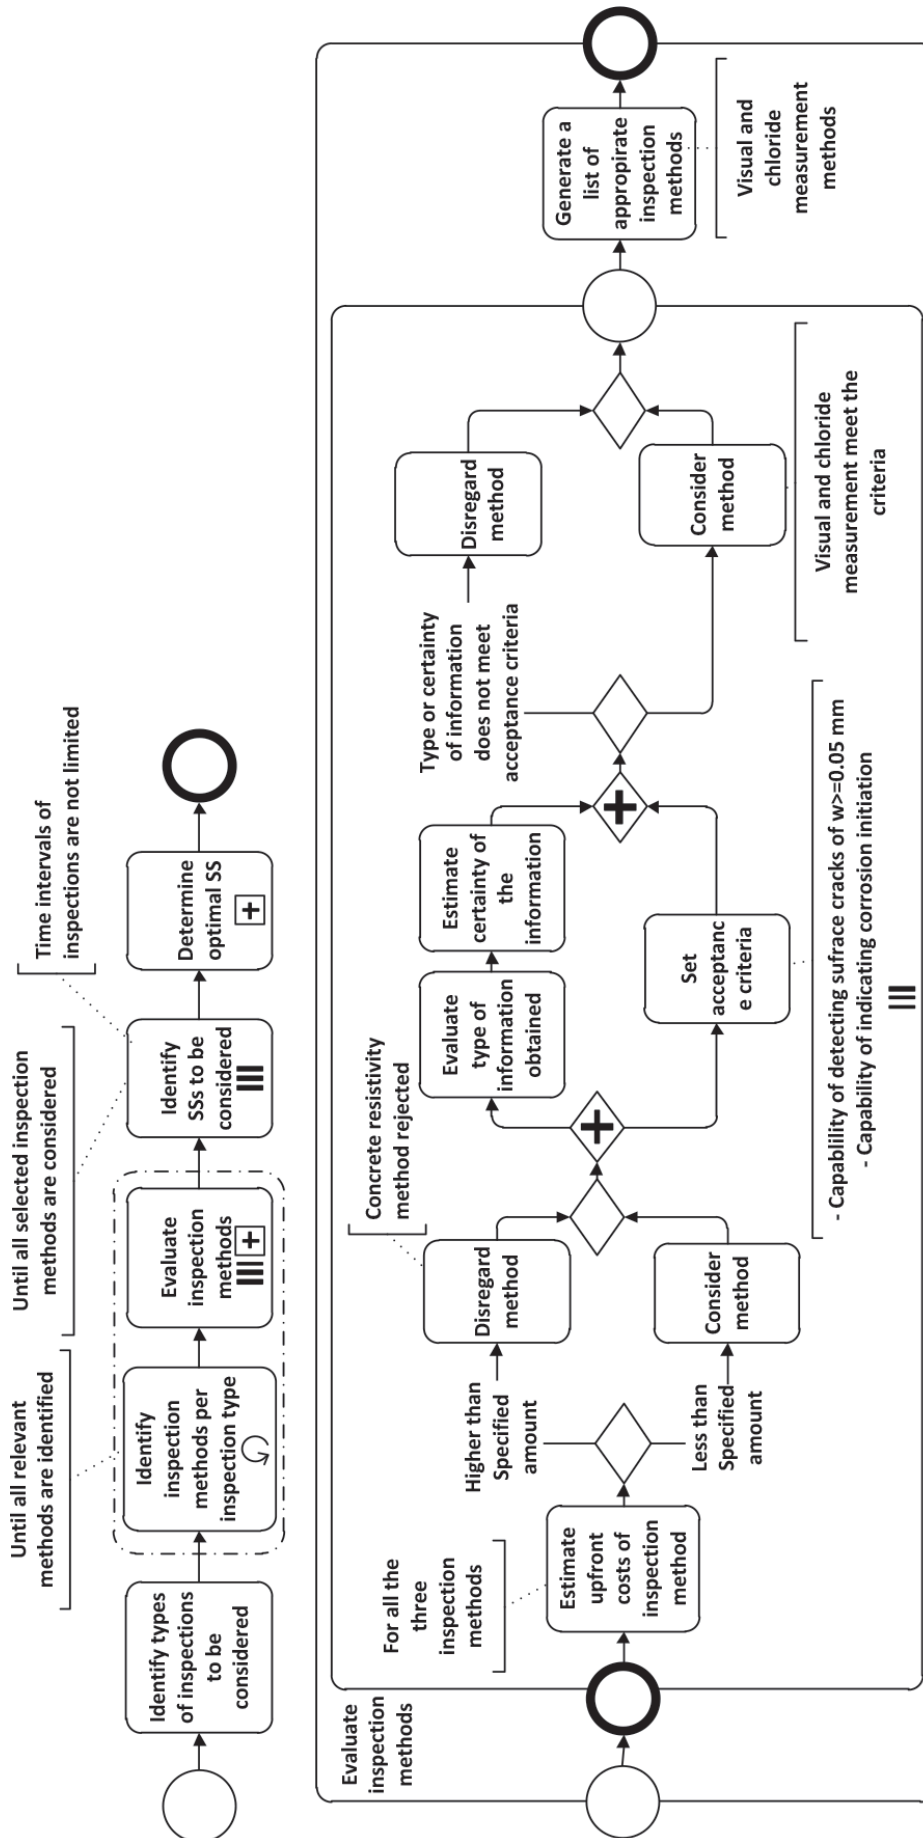 Until all relevant
methods are identified
Until all selected inspection
methods are considered
Time intervals of
inspections are not limited
Identify types
of inspections
to be
considered
Identify
inspection
methods per
inspection type
Evaluate
inspection
methods
Identify
SSs to be
considered
Determine
optimal SS
Evaluate
inspection
methods
For all the
three
inspection
methods
Estimate
upfront
costs of
inspection
method
Higher than
Specified
amount
Less than
Specified
amount
Concrete resistivity
method rejected
Disregard
method
Consider
method
Evaluate
type of
information
obtained
Estimate
certainty of
the
information
Set
acceptanc
e criteria
- Capablility of detecting sufrace cracks of w>=0.05 mm
- Capability of indicating corrosion initiation
Type or certainty
of information
does not meet
acceptance criteria
Disregard
method
Consider
method
Visual and chloride
measurement meet the
criteria
Generate a
list of
appropirate
inspection
methods
Visual and
chloride
measurement
methods